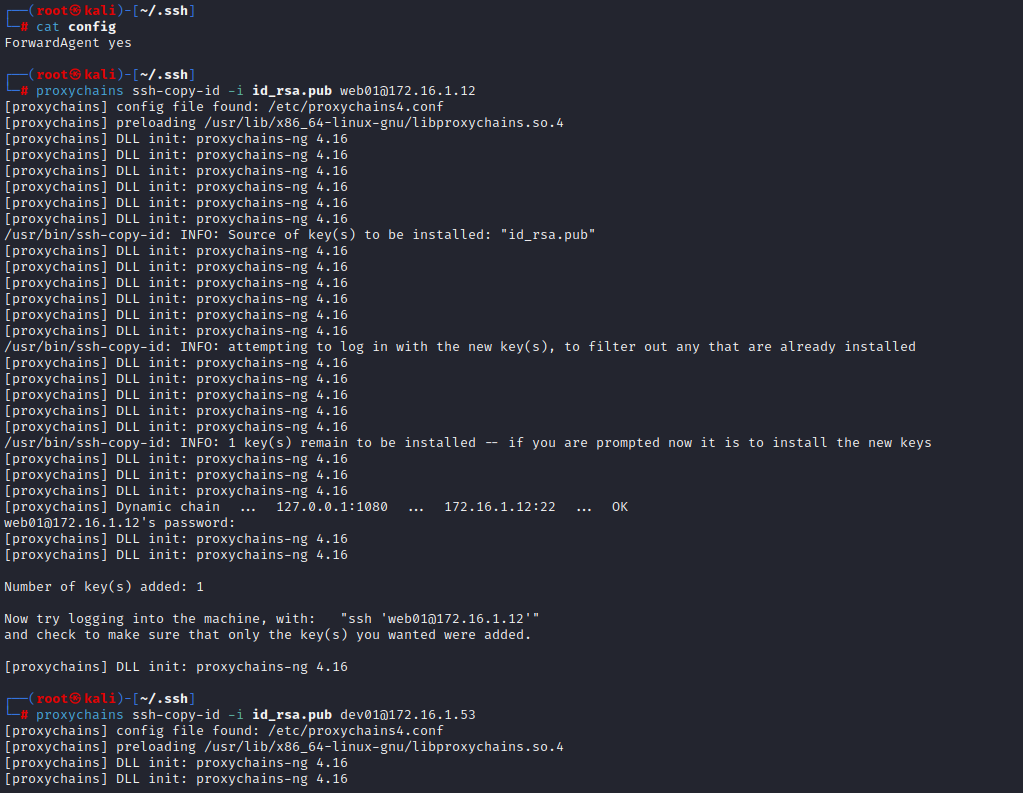 ┌──(root㉿kali)-[~/.ssh]
└─# cat config
ForwardAgent yes
┌──(root㉿kali)-[~/.ssh]
└─# proxychains ssh-copy-id -i id_rsa.pub web01@172.16.1.12
[proxychains] config file found: /etc/proxychains4.conf
[proxychains] preloading /usr/lib/x86_64-linux-gnu/libproxychains.so.4
[proxychains] DLL init: proxychains-ng 4.16
[proxychains] DLL init: proxychains-ng 4.16
[proxychains] DLL init: proxychains-ng 4.16
[proxychains] DLL init: proxychains-ng 4.16
[proxychains] DLL init: proxychains-ng 4.16
[proxychains] DLL init: proxychains-ng 4.16
/usr/bin/ssh-copy-id: INFO: Source of key(s) to be installed: "id_rsa.pub"
[proxychains] DLL init: proxychains-ng 4.16
[proxychains] DLL init: proxychains-ng 4.16
[proxychains] DLL init: proxychains-ng 4.16
[proxychains] DLL init: proxychains-ng 4.16
[proxychains] DLL init: proxychains-ng 4.16
[proxychains] DLL init: proxychains-ng 4.16
/usr/bin/ssh-copy-id: INFO: attempting to log in with the new key(s), to filter out any that are already installed
[proxychains] DLL init: proxychains-ng 4.16
[proxychains] DLL init: proxychains-ng 4.16
[proxychains] DLL init: proxychains-ng 4.16
[proxychains] DLL init: proxychains-ng 4.16
[proxychains] DLL init: proxychains-ng 4.16
/usr/bin/ssh-copy-id: INFO: 1 key(s) remain to be installed -- if you are prompted now it is to install the new keys
[proxychains] DLL init: proxychains-ng 4.16
[proxychains] DLL init: proxychains-ng 4.16
[proxychains] DLL init: proxychains-ng 4.16
[proxychains] Dynamic chain  ...  127.0.0.1:1080  ...  172.16.1.12:22  ...  OK
web01@172.16.1.12's password:
[proxychains] DLL init: proxychains-ng 4.16
[proxychains] DLL init: proxychains-ng 4.16
Number of key(s) added: 1
Now try logging into the machine, with:   "ssh 'web01@172.16.1.12'"
and check to make sure that only the key(s) you wanted were added.
[proxychains] DLL init: proxychains-ng 4.16
┌──(root㉿kali)-[~/.ssh]
└─# proxychains ssh-copy-id -i id_rsa.pub dev01@172.16.1.53
[proxychains] config file found: /etc/proxychains4.conf
[proxychains] preloading /usr/lib/x86_64-linux-gnu/libproxychains.so.4
[proxychains] DLL init: proxychains-ng 4.16
[proxychains] DLL init: proxychains-ng 4.16